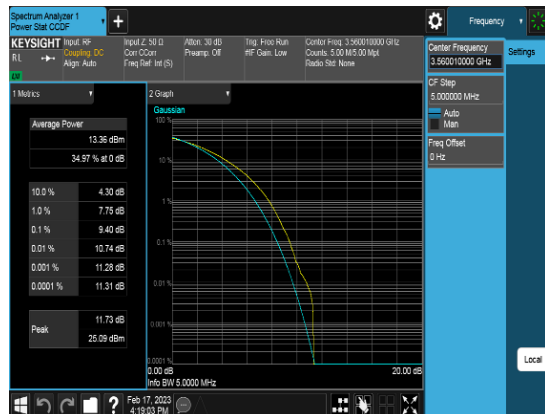 Spectrum Analyzer 1
Power Stat CCDF
Frequency
KEYSIGHT
Input: RF
Coupling: DC
Align: Auto
Input Z: 50 Ω
Corr CCorr
Freq Ref: Int (S)
Atten: 30 dB
Preamp: Off
Trig: Free Run
#IF Gain: Low
Center Freq: 3.560010000 GHz
Counts: 5.00 M/5.00 Mpt
Radio Std: None
Center Frequency
3.560010000 GHz
Settings
CF Step
5.000000 MHz
Auto
Man
Freq Offset
0 Hz
1 Metrics
2 Graph
Gaussian
Average Power
13.36 dBm
34.97 % at 0 dB
10.0 % 4.30 dB
1.0 % 7.75 dB
0.1 % 9.40 dB
0.01 % 10.74 dB
0.001 % 11.28 dB
0.0001 % 11.31 dB
Peak
11.73 dB
25.09 dBm
100 %
10 %
1 %
0.1 %
0.01 %
0.001 %
0.0001 %
0.00 dB
20.00 dB
Info BW 5.0000 MHz
Local
Feb 17, 2023
4:19:03 PM